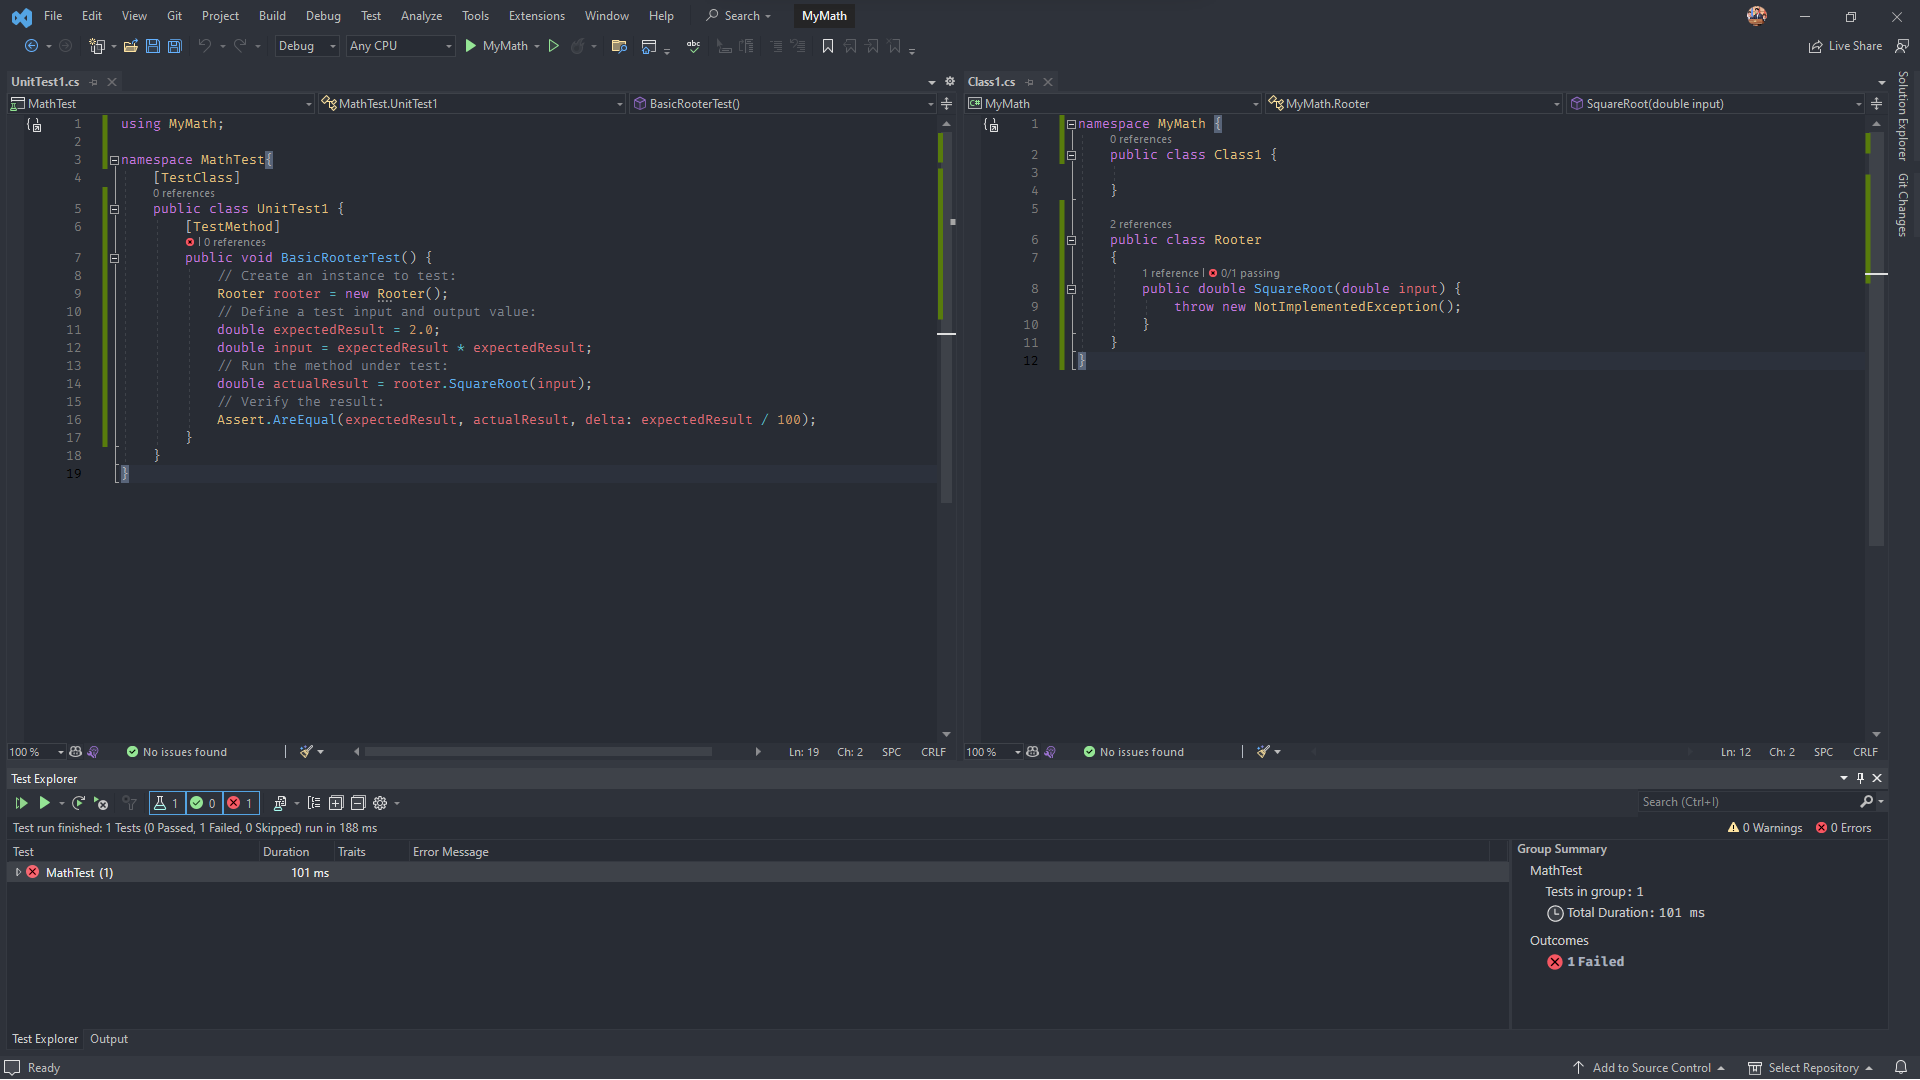 File Edit View Git Project Build Debug Test Analyze Tools Extensions Window Help Search MyMath
Debug Any CPU MyMath Live Share
UnitTest1.cs
MathTest MathTest.UnitTest1 BasicRooterTest()
1 using MyMath;
2
3 namespace MathTest{
4 [TestClass]
0 references
5 public class UnitTest1 {
6 [TestMethod]
| 0 references
7 public void BasicRooterTest() {
8 // Create an instance to test:
9 Rooter rooter = new Rooter();
10 // Define a test input and output value:
11 double expectedResult = 2.0;
12 double input = expectedResult * expectedResult;
13 // Run the method under test:
14 double actualResult = rooter.SquareRoot(input);
15 // Verify the result:
16 Assert.AreEqual(expectedResult, actualResult, delta: expectedResult / 100);
17 }
18 }
19 }
100 % No issues found Ln: 19 Ch: 2 SPC CRLF
Class1.cs
MyMath MyMath.Rooter SquareRoot(double input)
1 namespace MyMath {
0 references
2 public class Class1 {
3
4 }
5
2 references
6 public class Rooter
7 {
1 reference | 0/1 passing
8 public double SquareRoot(double input) {
9 throw new NotImplementedException();
10 }
11 }
12 }
100 % No issues found Ln: 12 Ch: 2 SPC CRLF
Solution Explorer
Git Changes
Test Explorer
1 0 1 Search (Ctrl+I)
Test run finished: 1 Tests (0 Passed, 1 Failed, 0 Skipped) run in 188 ms 0 Warnings 0 Errors
Test Duration Traits Error Message
MathTest (1) 101 ms
Group Summary
MathTest
Tests in group: 1
Total Duration: 101 ms
Outcomes
1 Failed
Test Explorer Output
Ready Add to Source Control Select Repository